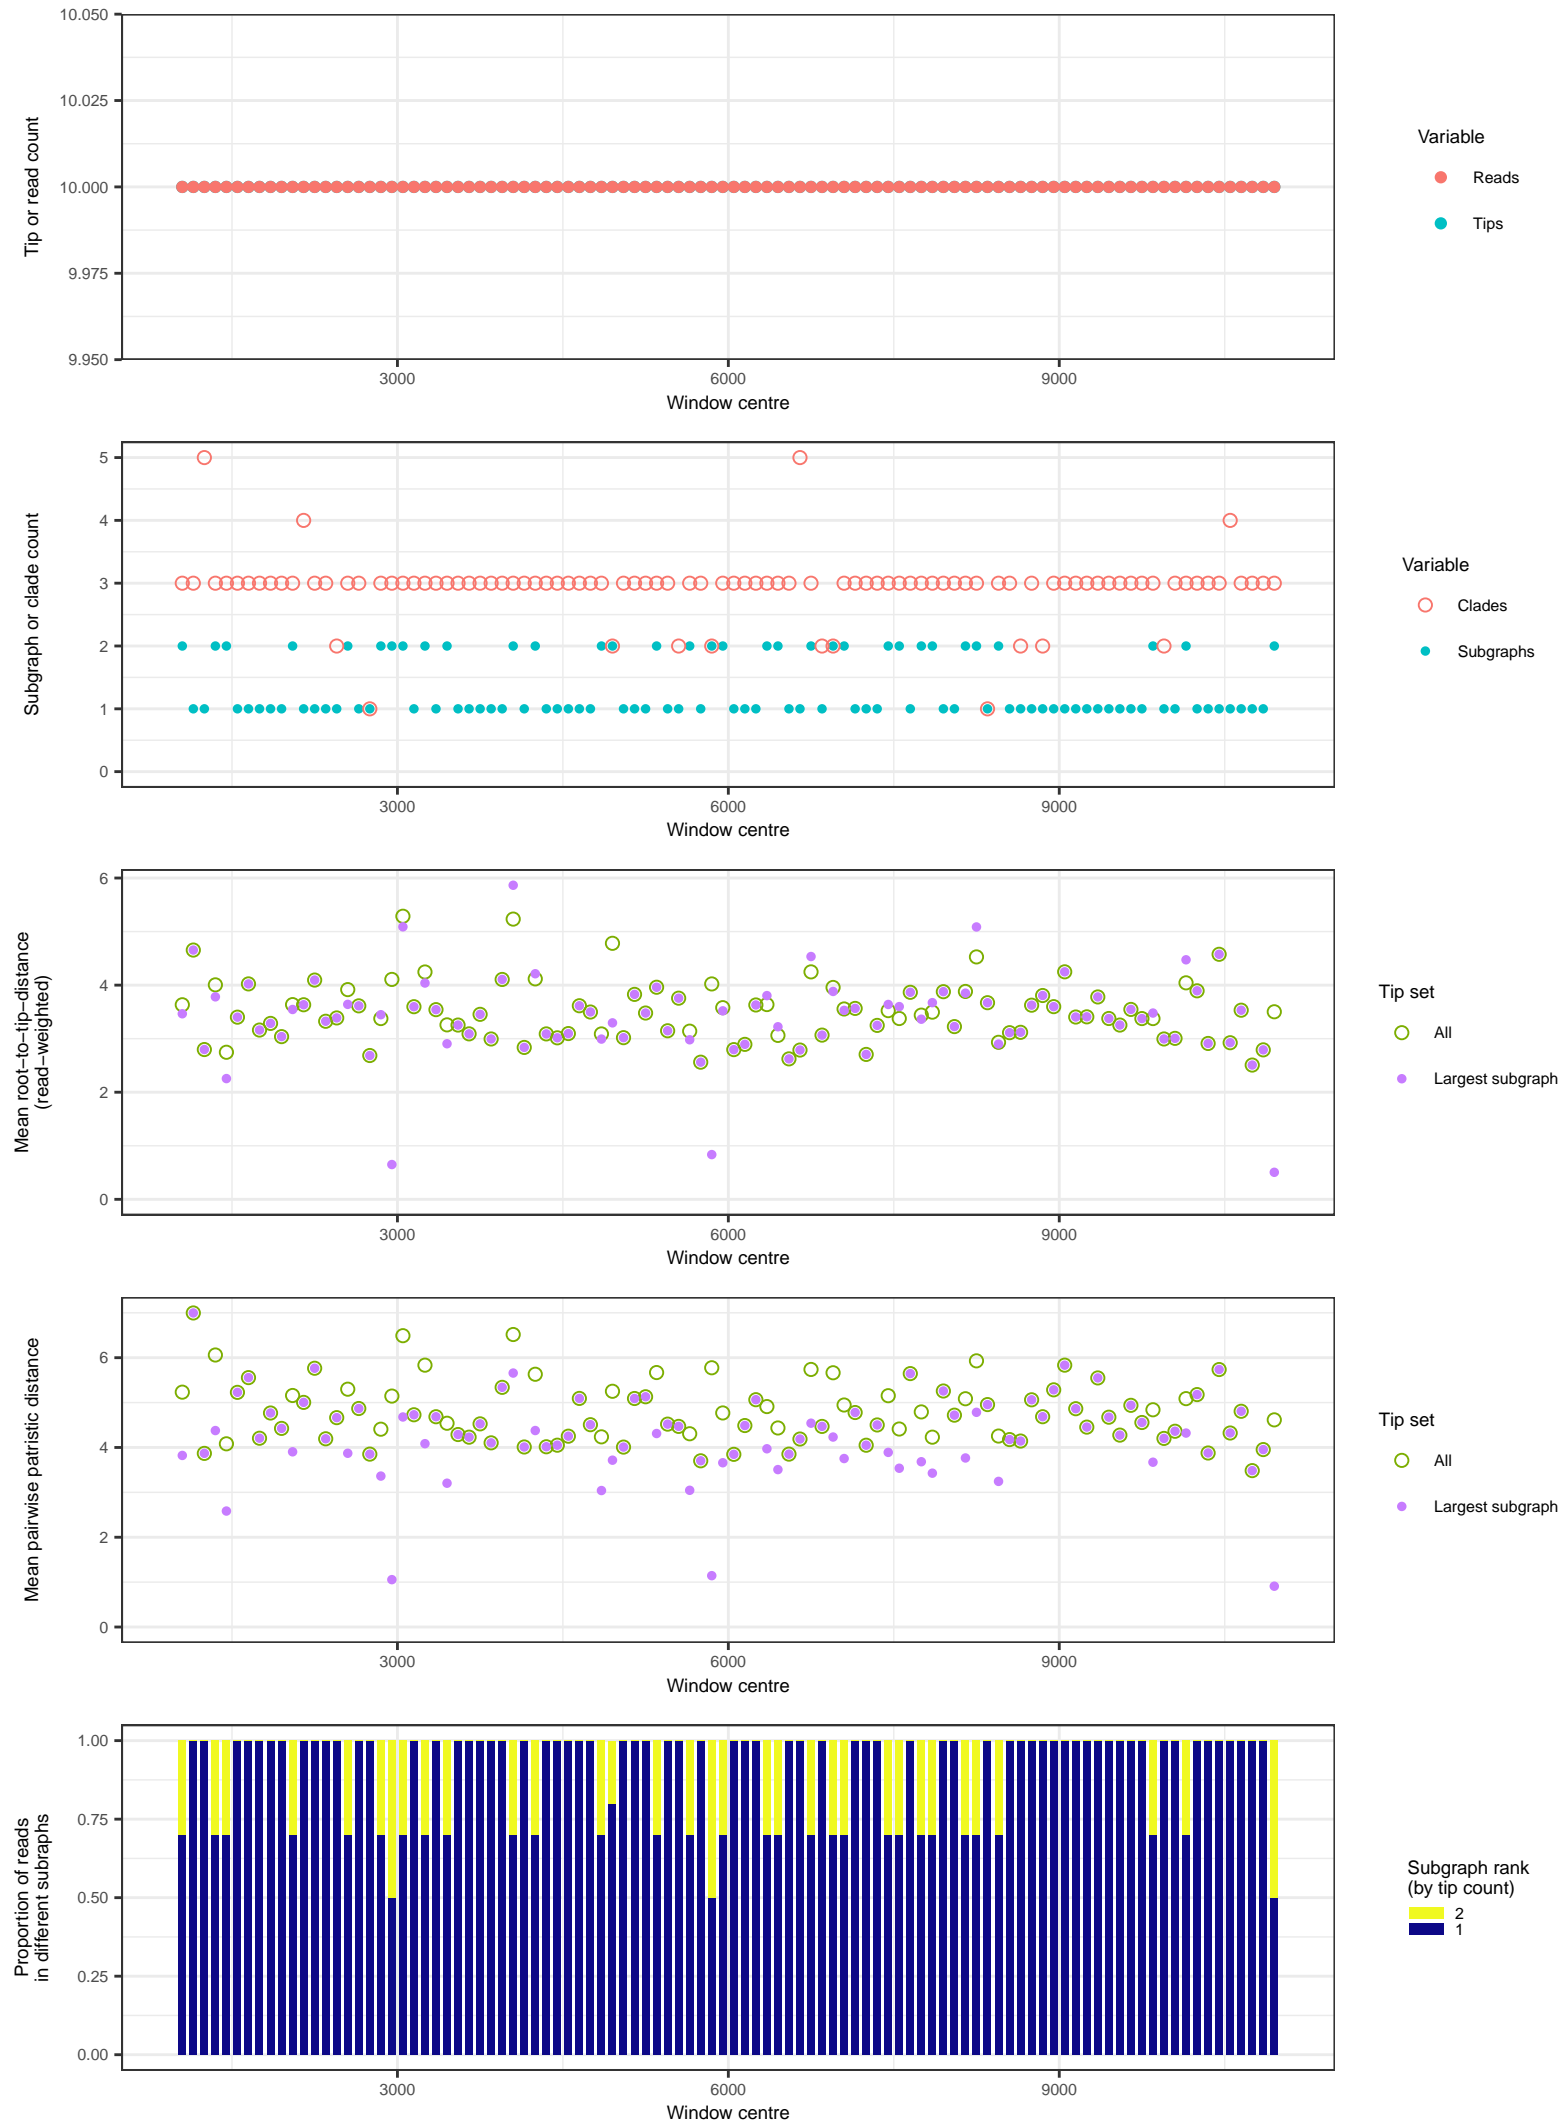 10.050
10.025
10.000
9.975
9.950
Tip or read count
3000 6000 9000
Window centre
Variable
Reads
Tips
5
4
3
2
1
0
Subgraph or clade count
3000 6000 9000
Window centre
Variable
Clades
Subgraphs
6
4
2
0
Mean root−to−tip−distance
(read−weighted)
3000 6000 9000
Window centre
Tip set
All
Largest subgraph
6
4
2
0
Mean pairwise patristic distance
3000 6000 9000
Window centre
Tip set
All
Largest subgraph
1.00
0.75
0.50
0.25
0.00
Proportion of reads
in different subraphs
3000 6000 9000
Window centre
Subgraph rank
(by tip count)
2
1